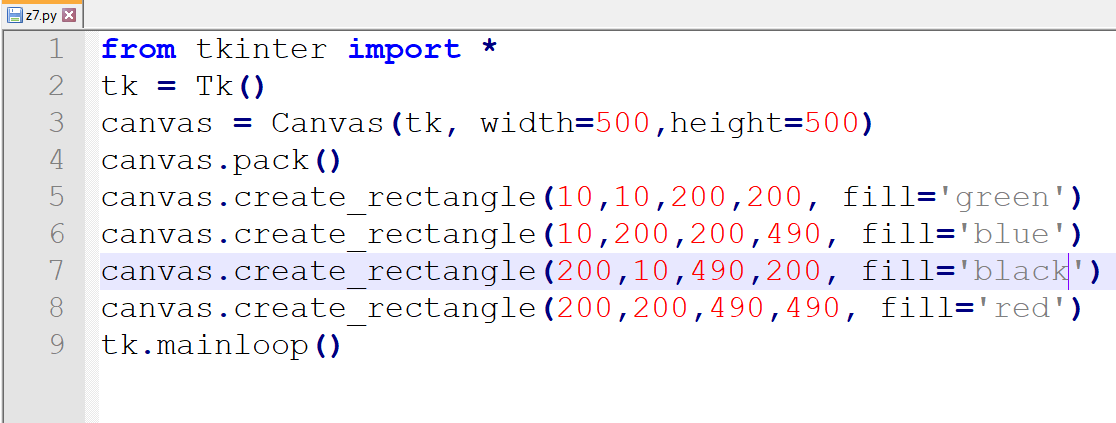 z7.py
1 from tkinter import *
2 tk = Tk()
3 canvas = Canvas(tk, width=500,height=500)
4 canvas.pack()
5 canvas.create_rectangle(10,10,200,200, fill='green')
6 canvas.create_rectangle(10,200,200,490, fill='blue')
7 canvas.create_rectangle(200,10,490,200, fill='black')
8 canvas.create_rectangle(200,200,490,490, fill='red')
9 tk.mainloop()